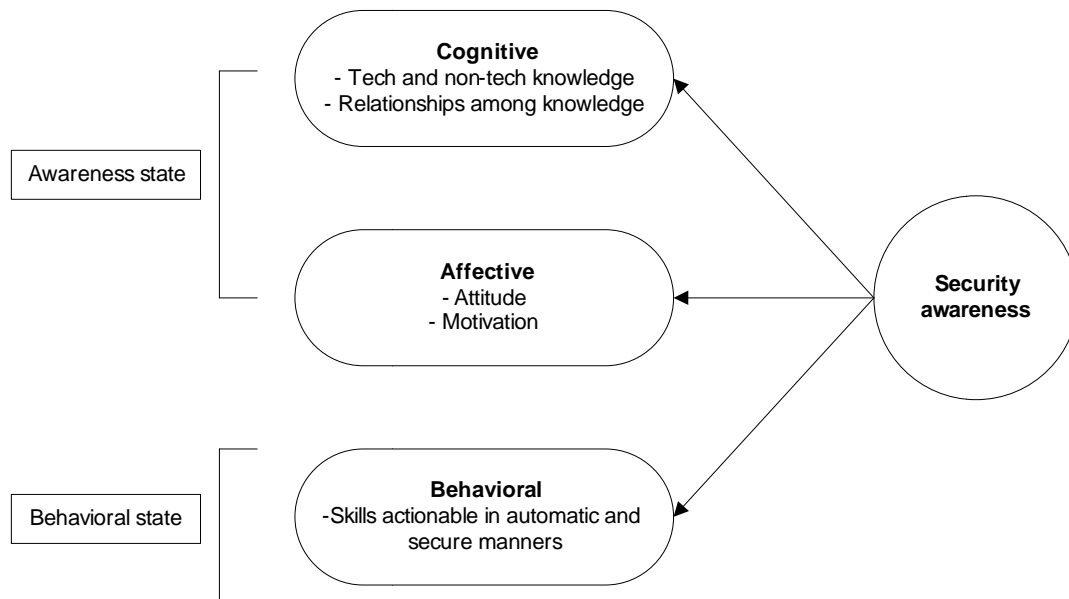 Cognitive
- Tech and non-tech knowledge
- Relationships among knowledge
Awareness state
Affective
- Attitude
- Motivation
Security
awareness
Behavioral
-Skills actionable in automatic and
secure manners
Behavioral state